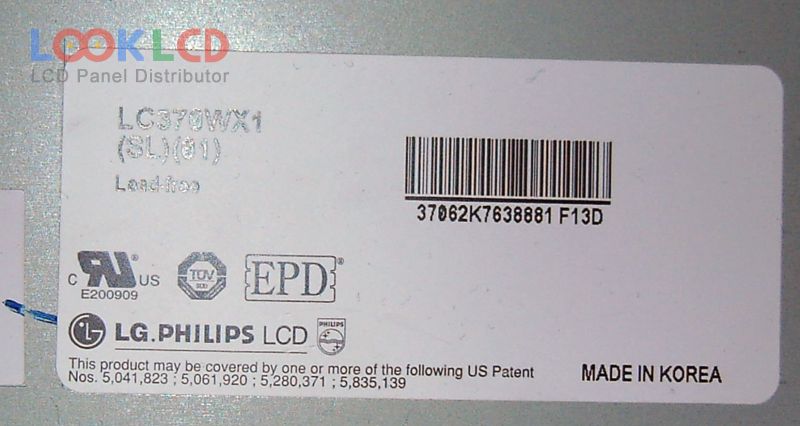 LOOKLCD
LCD Panel Distributor
LC370WX1
(SL)(01)
Lead-free
37062K7638881 F13D
C US
E200909
TÜV
EPD
LG.PHILIPS LCD
PHILIPS
This product may be covered by one or more of the following US Patent
Nos. 5,041,823 ; 5,061,920 ; 5,280,371 ; 5,835,139
MADE IN KOREA